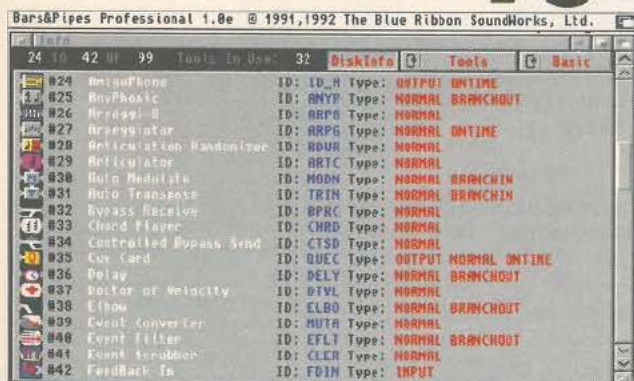 Bars&Pipes Professional 1.0e © 1991,1992 The Blue Ribbon SoundWorks, Ltd.
Info
24 TO 42 OF 99 Tools In Use: 32 DiskInfo Tools Basic
#24 AmigaPhone ID: ID_A Type: OUTPUT ONTIME
#25 AnyPhonic ID: ANYP Type: NORMAL BRANCHOUT
#26 Arpeggi-8 ID: ARP8 Type: NORMAL
#27 Arpeggiator ID: ARPG Type: NORMAL ONTIME
#28 Articulation Randomizer ID: Type: NORMAL
#29 Articulator ID: ARTC Type: NORMAL
#30 Auto Modulate ID: MODN Type: NORMAL BRANCHIN
#31 Auto Transpose ID: TRIN Type: NORMAL BRANCHIN
#32 Bypass Receive ID: BPRC Type: NORMAL
#33 Chord Player ID: CHRD Type: NORMAL
#34 Controlled Bypass Send ID: CTSD Type: NORMAL
#35 Cue Card ID: QUEC Type: OUTPUT NORMAL ONTIME
#36 Delay ID: DELY Type: NORMAL BRANCHOUT
#37 Doctor of Velocity ID: DTVL Type: NORMAL
#38 Elbow ID: ELBO Type: NORMAL BRANCHOUT
#39 Event Converter ID: MUTA Type: NORMAL
#40 Event Filter ID: EFLT Type: NORMAL BRANCHOUT
#41 Event Scrubber ID: CLER Type: NORMAL
#42 FeedBack In ID: FDIN Type: INPUT